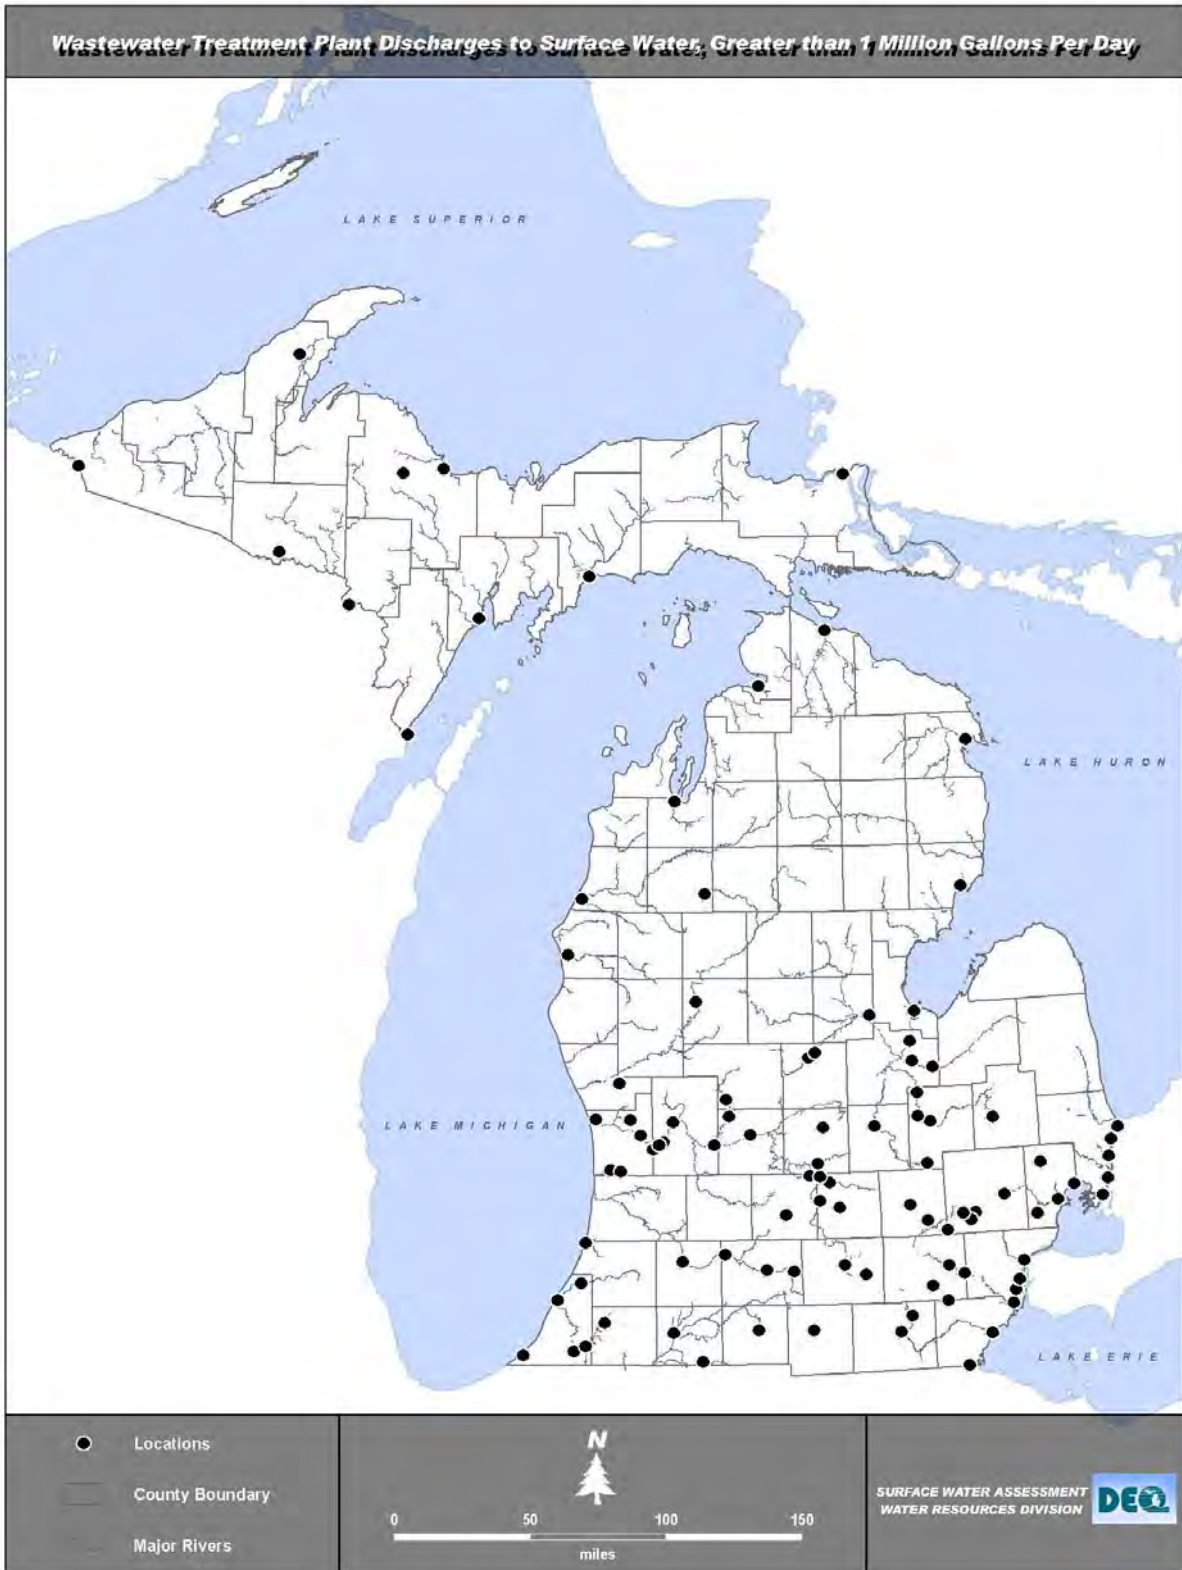 Wastewater Treatment Plant Discharges to Surface Water, Greater than 1 Million Gallons Per Day
LAKE SUPERIOR
LAKE HURON
LAKE MICHIGAN
LAKE ERIE
Locations
County Boundary
Major Rivers
N
0 50 100 150
miles
SURFACE WATER ASSESSMENT
WATER RESOURCES DIVISION
DEQ